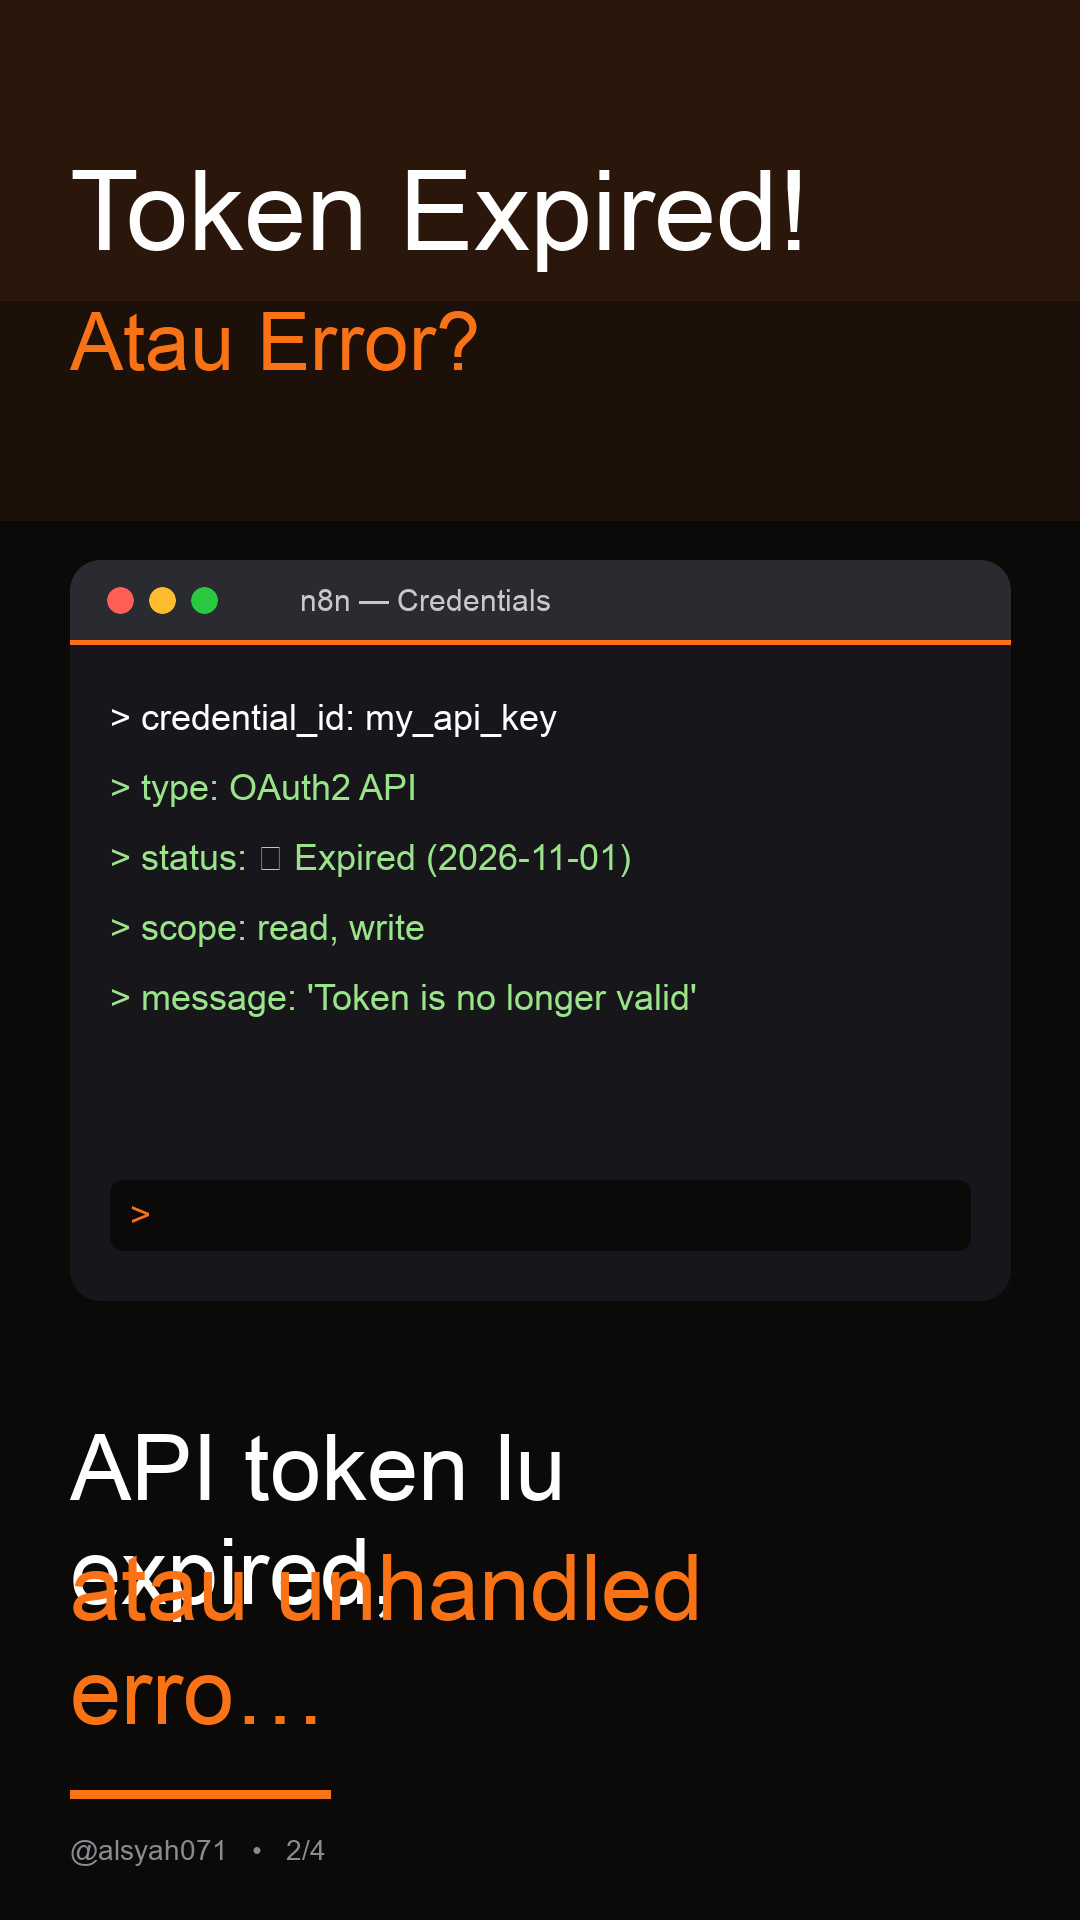 Token Expired!
Atau Error?
n8n — Credentials
> credential_id: my_api_key
> type: OAuth2 API
> status: □ Expired (2026-11-01)
> scope: read, write
> message: 'Token is no longer valid'
>
API token lu
expired,
atau unhandled
erro...
@alsyah071 • 2/4